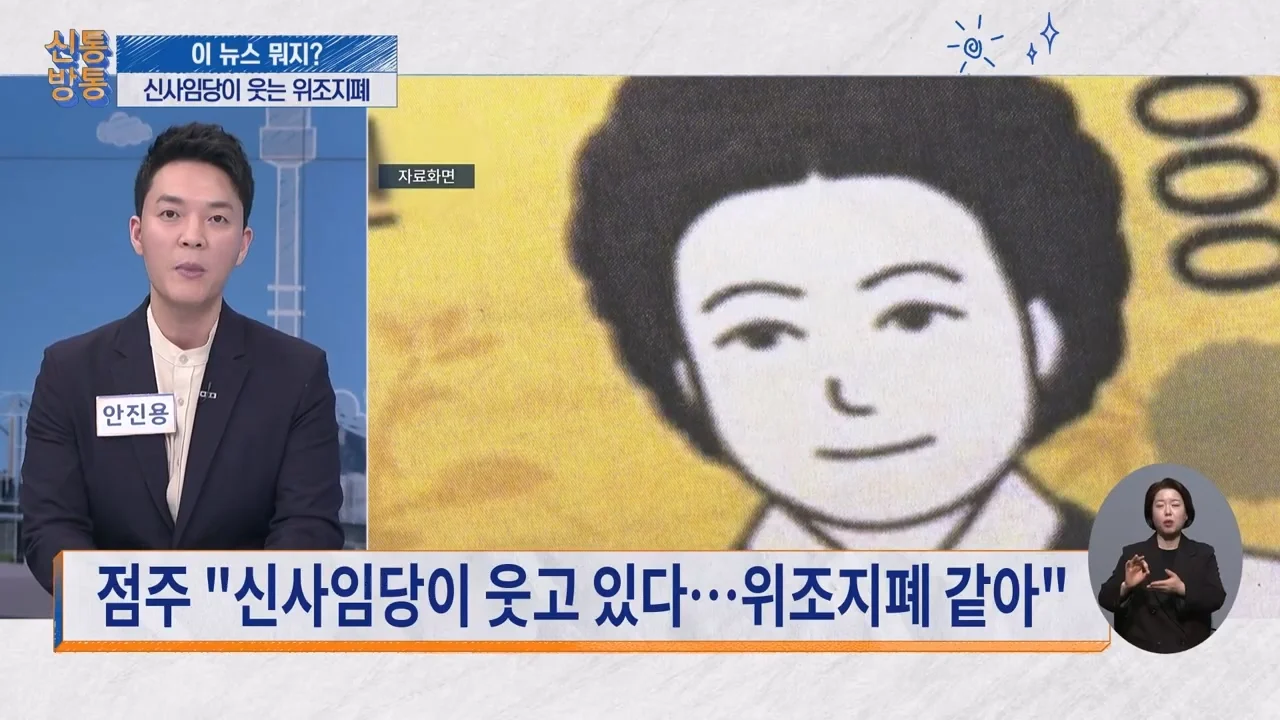 신통
방통
이 뉴스 뭐지?
신사임당이 웃는 위조지폐
자료화면
000
안진용
점주 "신사임당이 웃고 있다…위조지폐 같아"